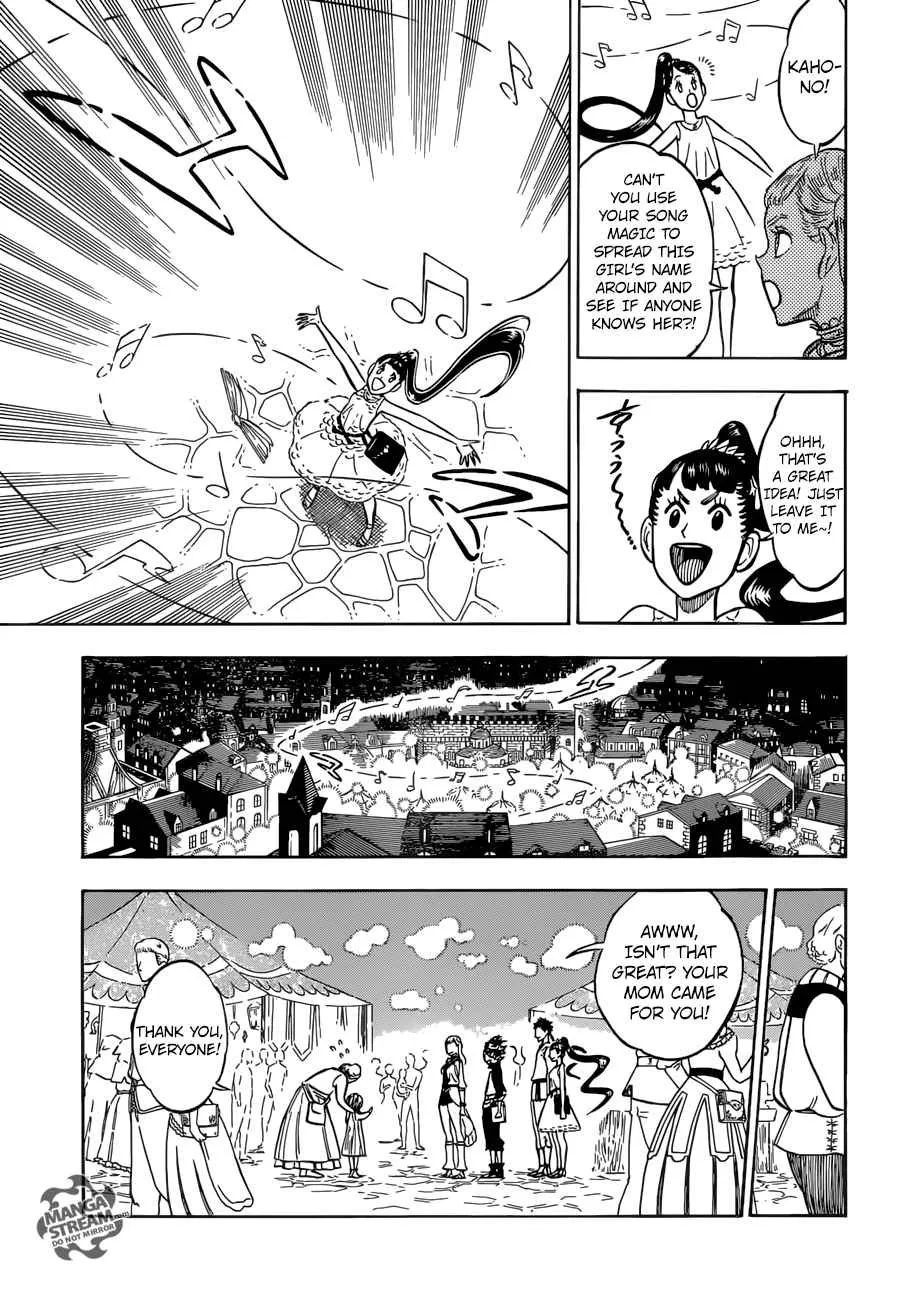 KAHO-
NO!
CAN'T
YOU USE
YOUR SONG
MAGIC TO
SPREAD THIS
GIRL'S NAME
AROUND AND
SEE IF ANYONE
KNOWS HER?!
OHHH,
THAT'S
A GREAT
IDEA! JUST
LEAVE IT
TO ME~!
AWWW,
ISN'T THAT
GREAT? YOUR
MOM CAME
FOR YOU!
THANK YOU,
EVERYONE!
MANGA
STREAM.com
DO NOT MIRROR